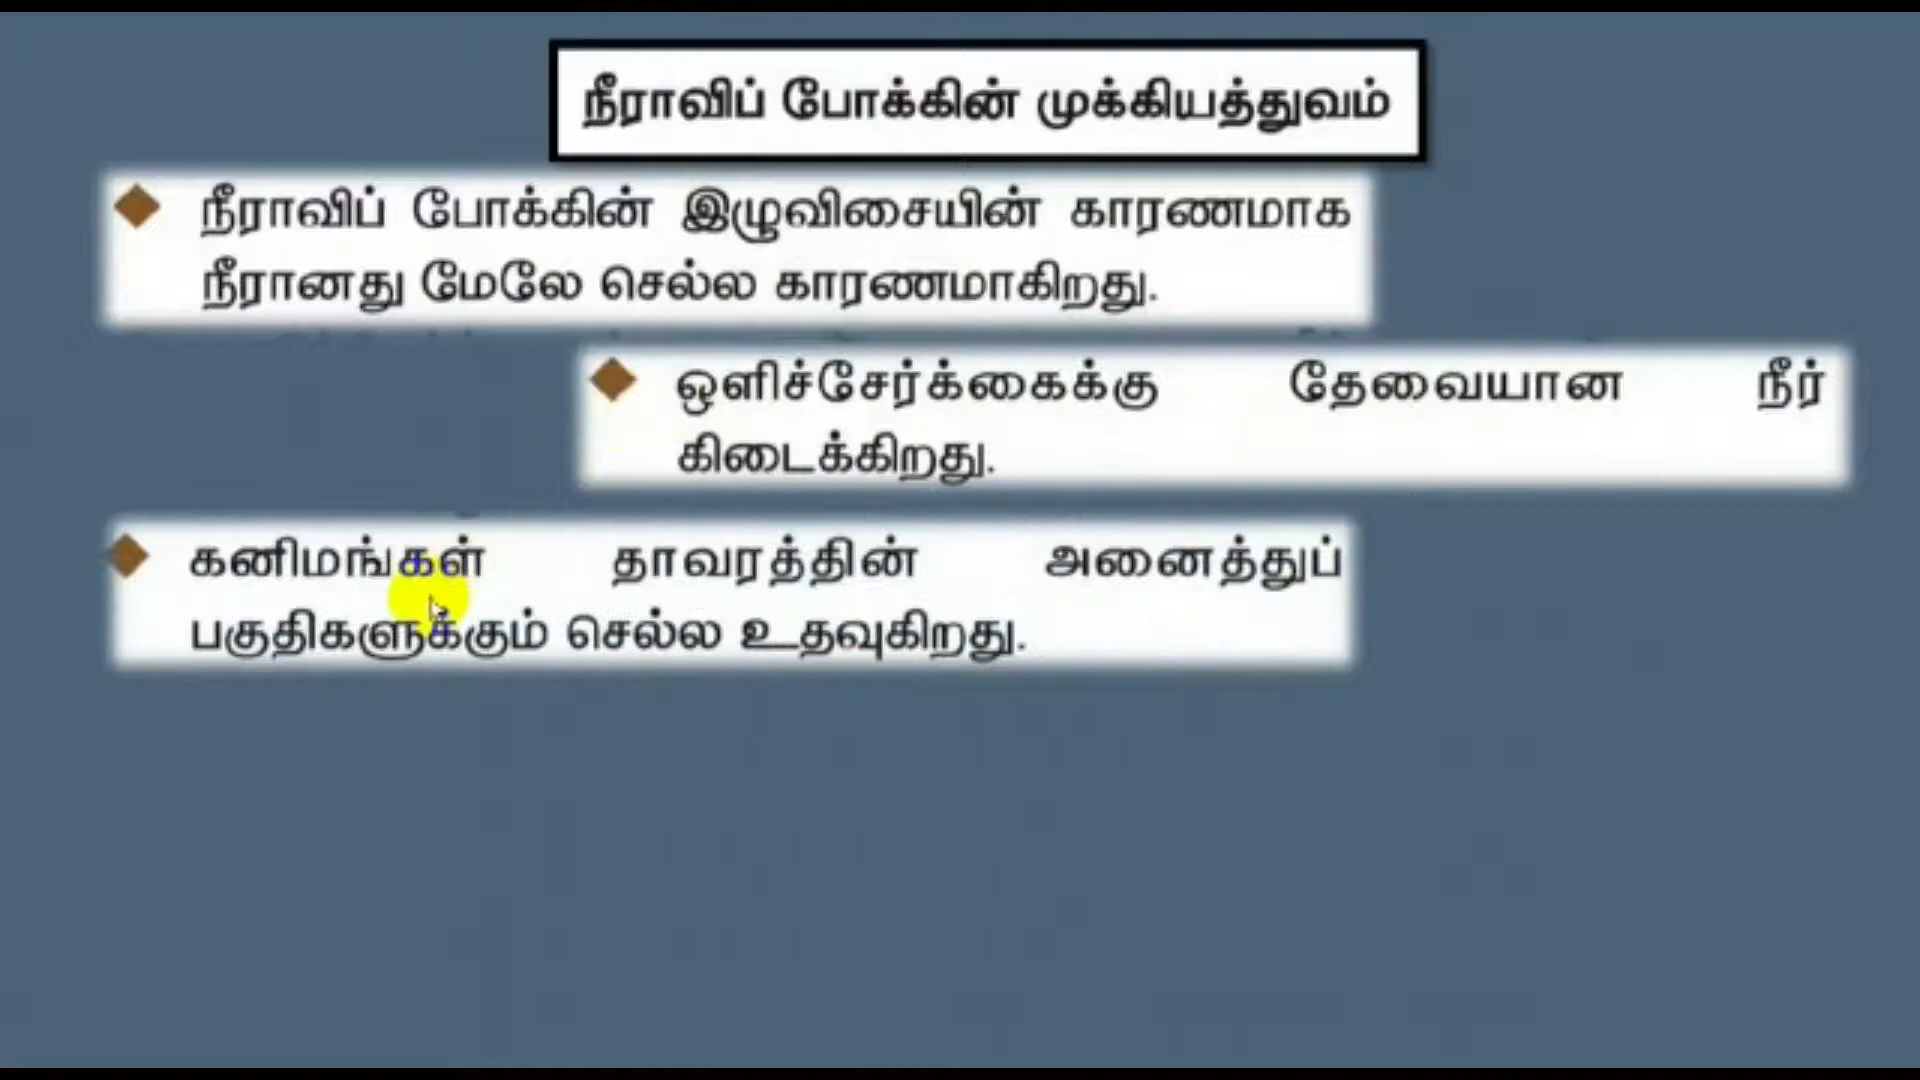 நீராவிப் போக்கின் முக்கியத்துவம்
நீராவிப் போக்கின் இழுவிசையின் காரணமாக
நீரானது மேலே செல்ல காரணமாகிறது.
ஒளிச்சேர்க்கைக்கு தேவையான நீர்
கிடைக்கிறது.
கனிமங்கள் தாவரத்தின் அனைத்துப்
பகுதிகளுக்கும் செல்ல உதவுகிறது.